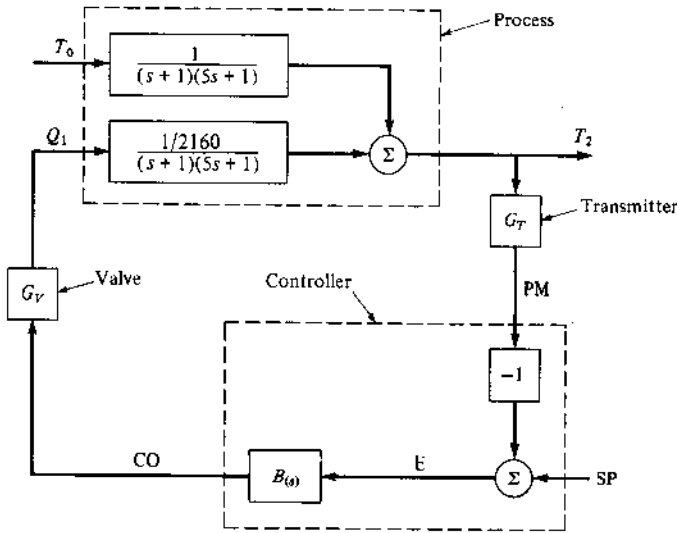 Process
T₀
1
(s + 1)(5s + 1)
Q₁
1/2160
(s + 1)(5s + 1)
Σ
T₂
G_T
Transmitter
G_V
Valve
Controller
PM
−1
CO
B₍ₛ₎
E
Σ
SP